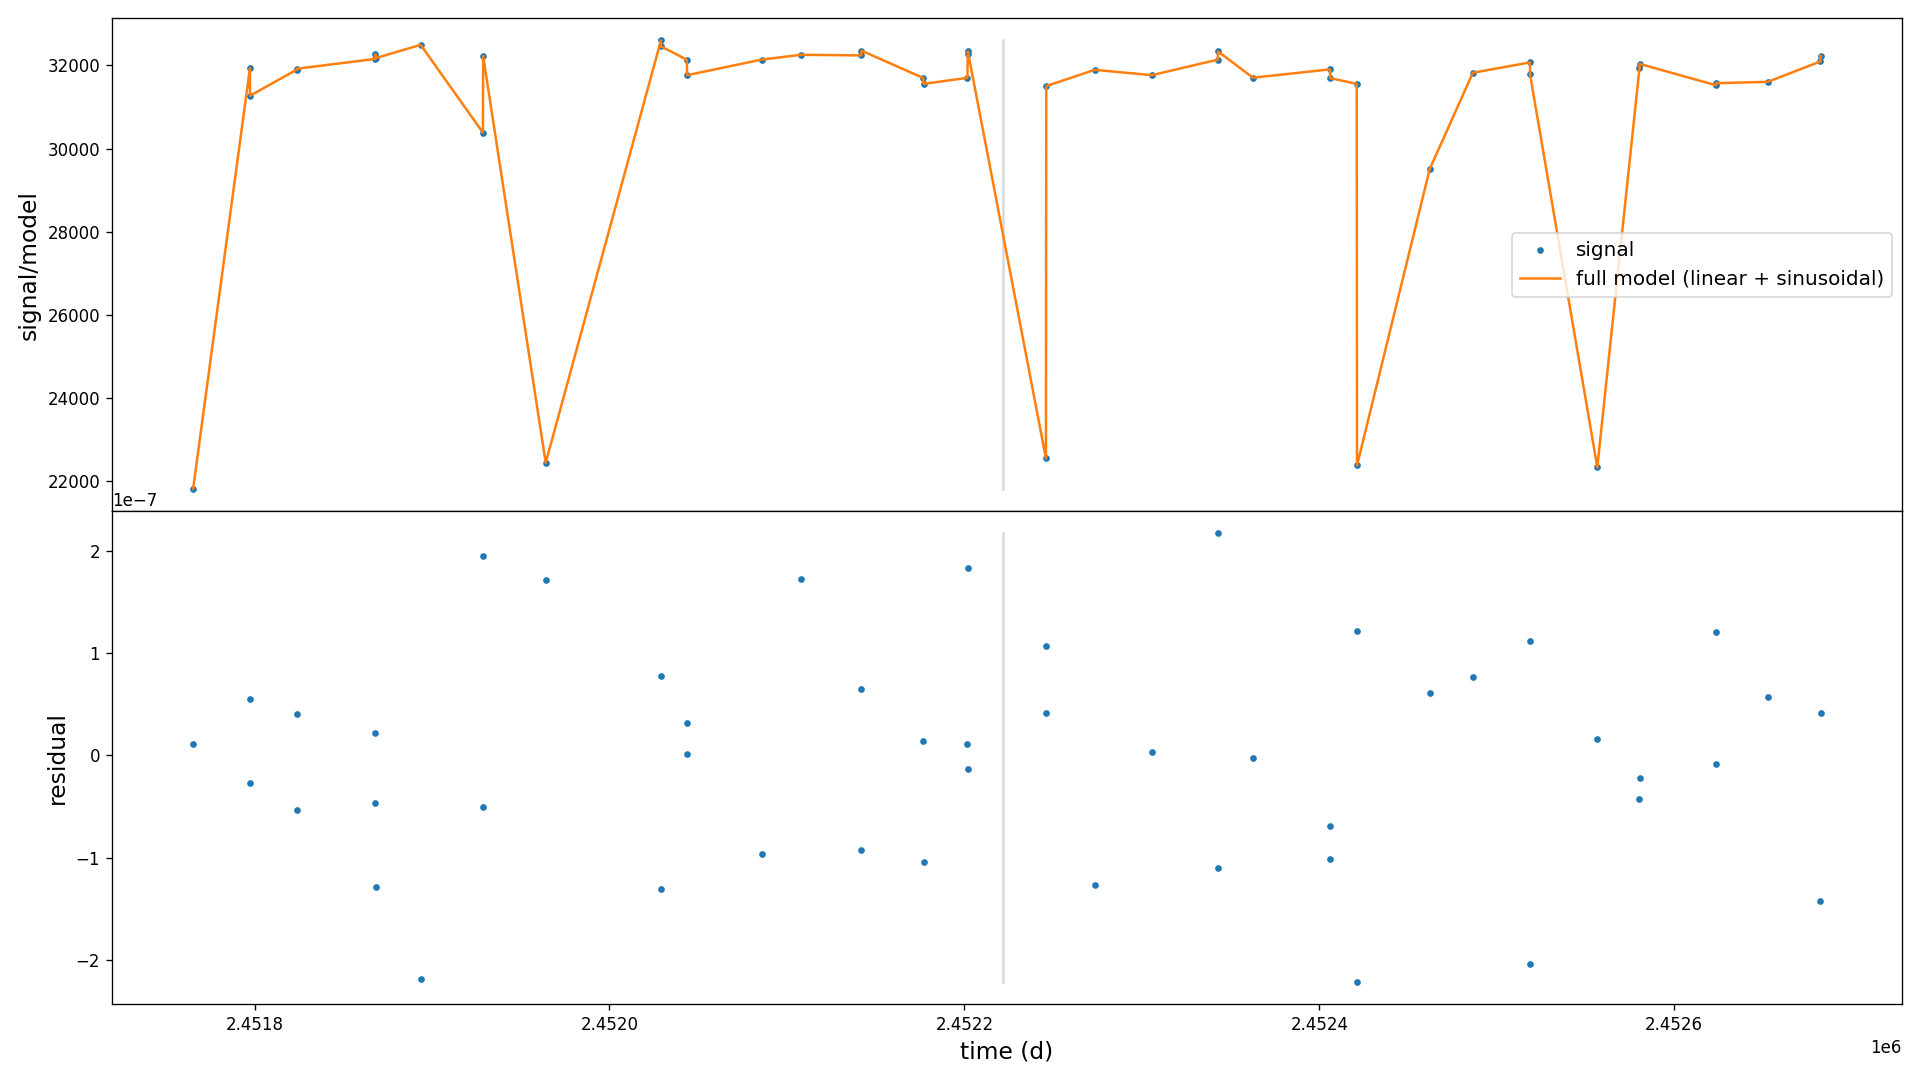 32000
30000
28000
26000
24000
22000
signal/model
signal
full model (linear + sinusoidal)
1e−7
2
1
0
−1
−2
residual
2.4518
2.4520
2.4522
2.4524
2.4526
time (d)
1e6